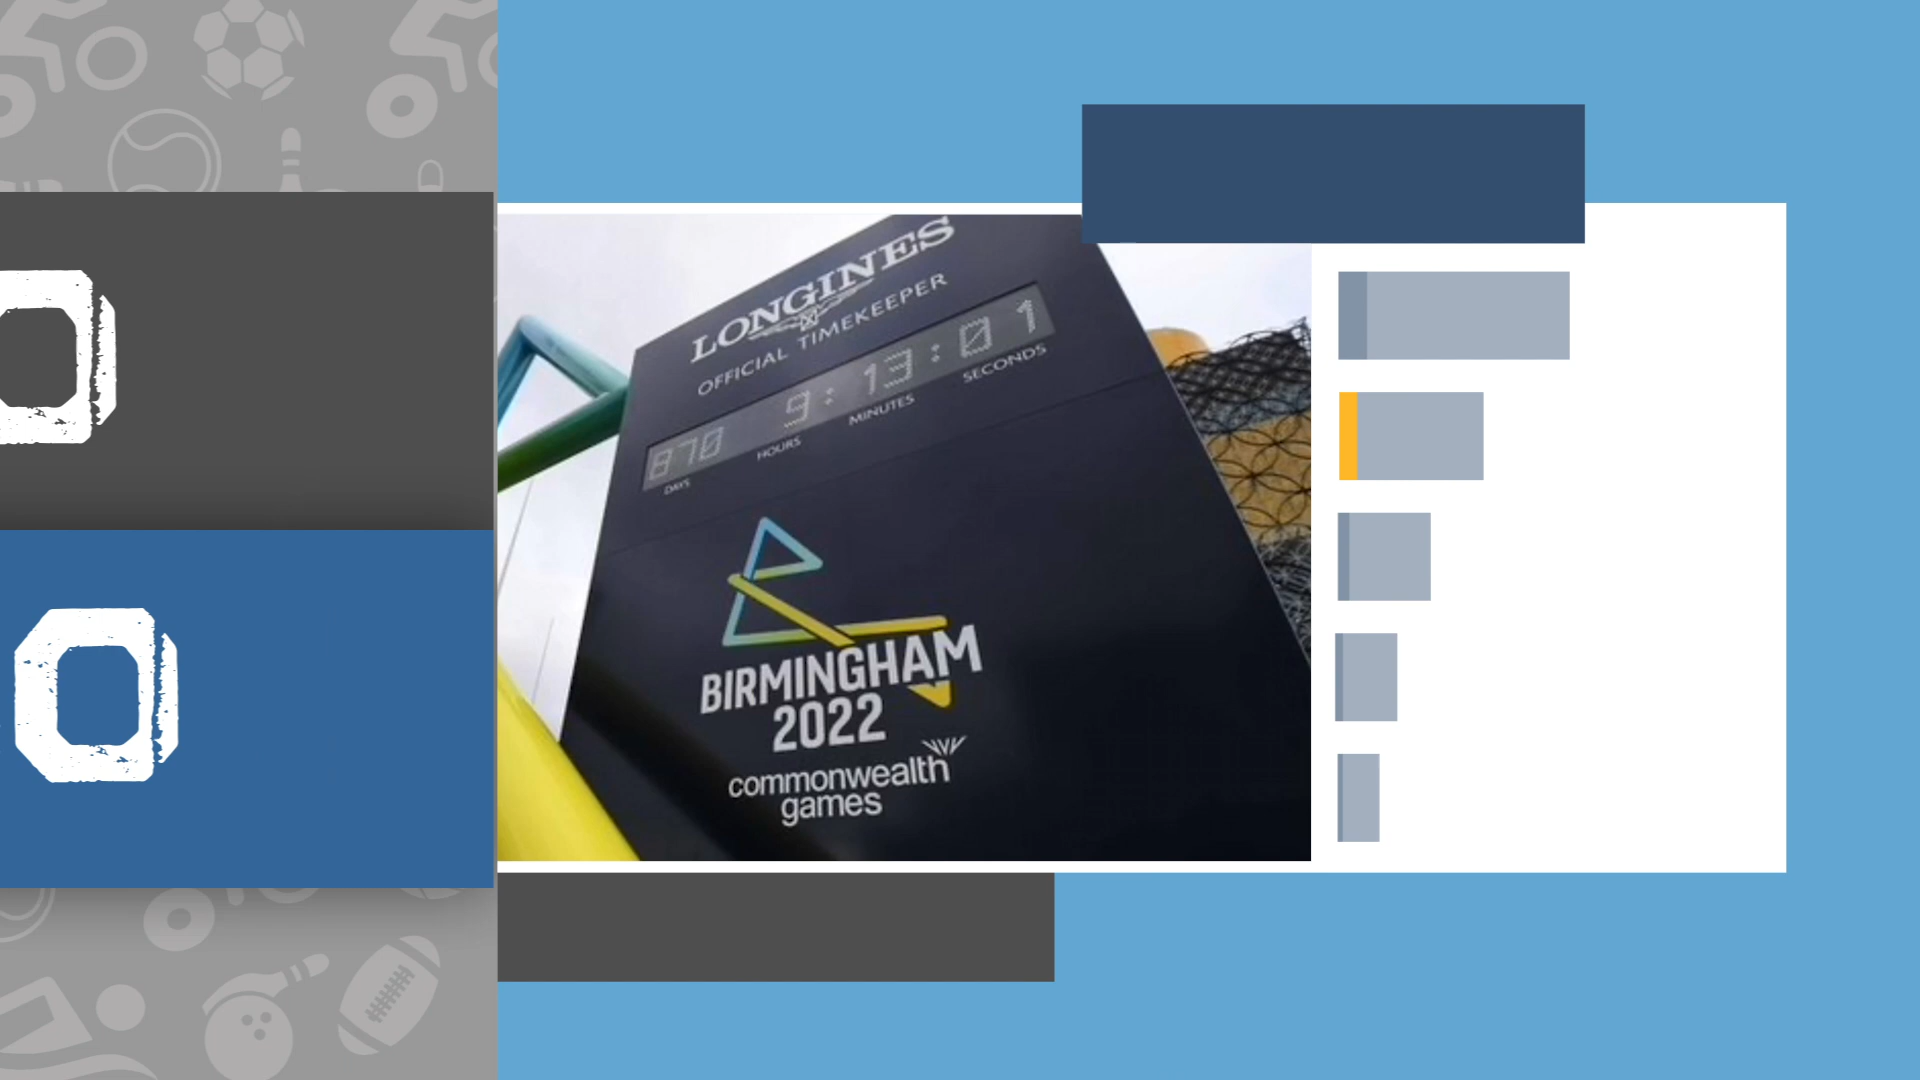 O
O
LONGINES
OFFICIAL TIMEKEEPER
870 9 : 13 : 01
DAYS HOURS MINUTES SECONDS
BIRMINGHAM
2022
commonwealth
games